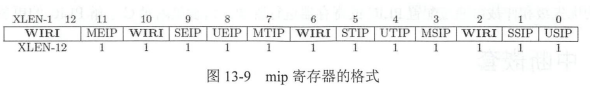 XLEN-1 12 11 10 9 8 7 6 5 4 3 2 1 0
WIRI MEIP WIRI SEIP UEIP MTIP WIRI STIP UTIP MSIP WIRI SSIP USIP
XLEN-12 1 1 1 1 1 1 1 1 1 1 1 1
图 13-9 mip 寄存器的格式